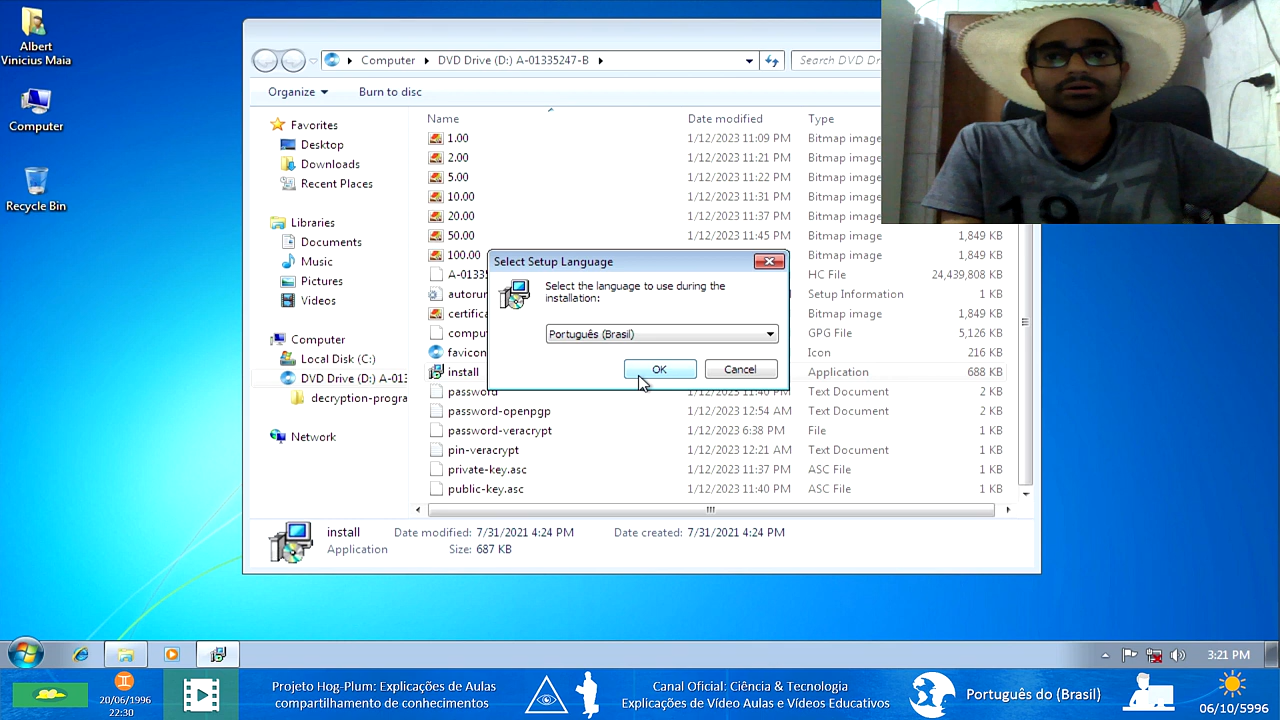 Albert
Vinicius Maia
Computer
Recycle Bin
Computer
DVD Drive (D:) A-01335247-B
Search DVD Dr
Organize
Burn to disc
Favorites
Desktop
Downloads
Recent Places
Libraries
Documents
Music
Pictures
Videos
Computer
Local Disk (C:)
DVD Drive (D:) A-013
decryption-progra
Network
Name Date modified Type
1.00 1/12/2023 11:09 PM Bitmap image
2.00 1/12/2023 11:21 PM Bitmap image
5.00 1/12/2023 11:22 PM Bitmap image
10.00 1/12/2023 11:31 PM Bitmap image
20.00 1/12/2023 11:37 PM Bitmap image
50.00 1/12/2023 11:45 PM Bitmap image 1,849 KB
100.00 Bitmap image 1,849 KB
A-0133 HC File 24,439,808 KB
autorun Setup Information 1 KB
certifica Bitmap image 1,849 KB
comput GPG File 5,126 KB
favicon Icon 216 KB
install Application 688 KB
password 1/12/2023 11:40 PM Text Document 2 KB
password-openpgp 1/12/2023 12:54 AM Text Document 2 KB
password-veracrypt 1/12/2023 6:38 PM File 1 KB
pin-veracrypt 1/12/2023 12:21 AM Text Document 1 KB
private-key.asc 1/12/2023 11:37 PM ASC File 1 KB
public-key.asc 1/12/2023 11:40 PM ASC File 1 KB
Select Setup Language
Select the language to use during the
installation:
Português (Brasil)
OK
Cancel
install Date modified: 7/31/2021 4:24 PM Date created: 7/31/2021 4:24 PM
Application Size: 687 KB
1977
3:21 PM
20/06/1996
22:30
Projeto Hog-Plum: Explicações de Aulas
compartilhamento de conhecimentos
Canal Oficial: Ciência & Tecnologia
Explicações de Vídeo Aulas e Vídeos Educativos
Português do (Brasil)
06/10/5996